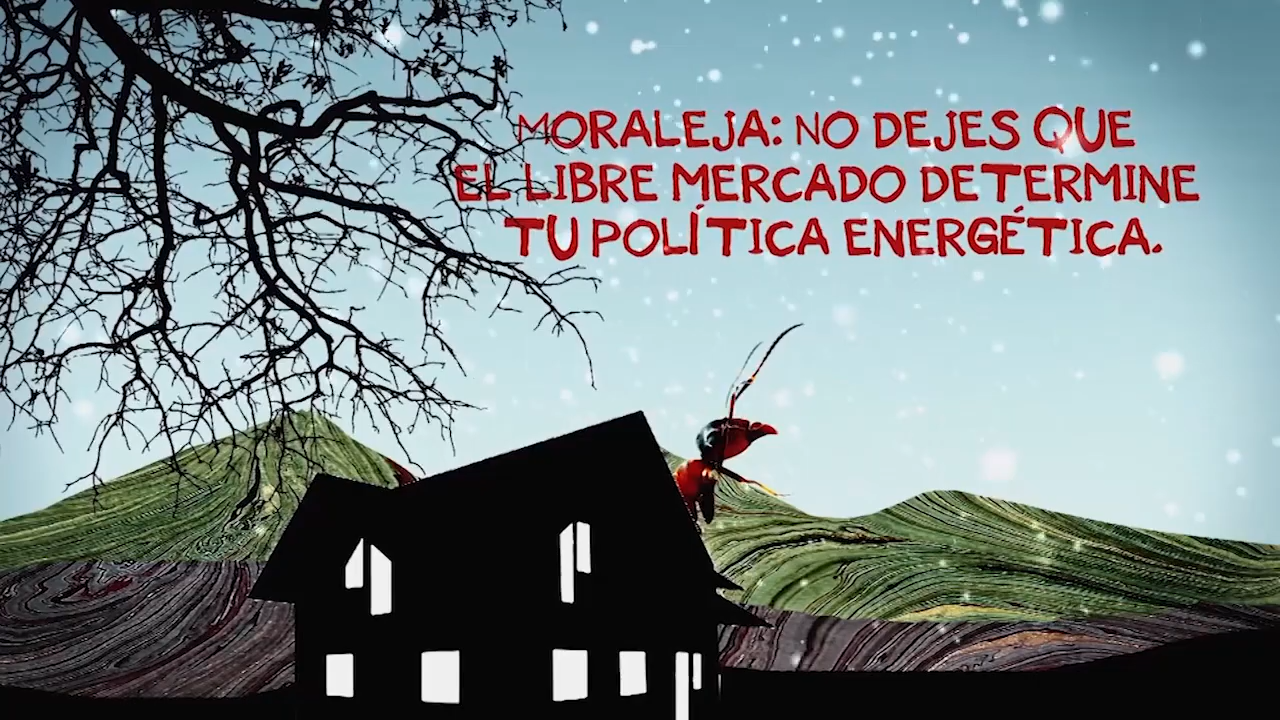 MORALEJA: NO DEJES QUE
EL LIBRE MERCADO DETERMINE
TU POLÍTICA ENERGÉTICA.